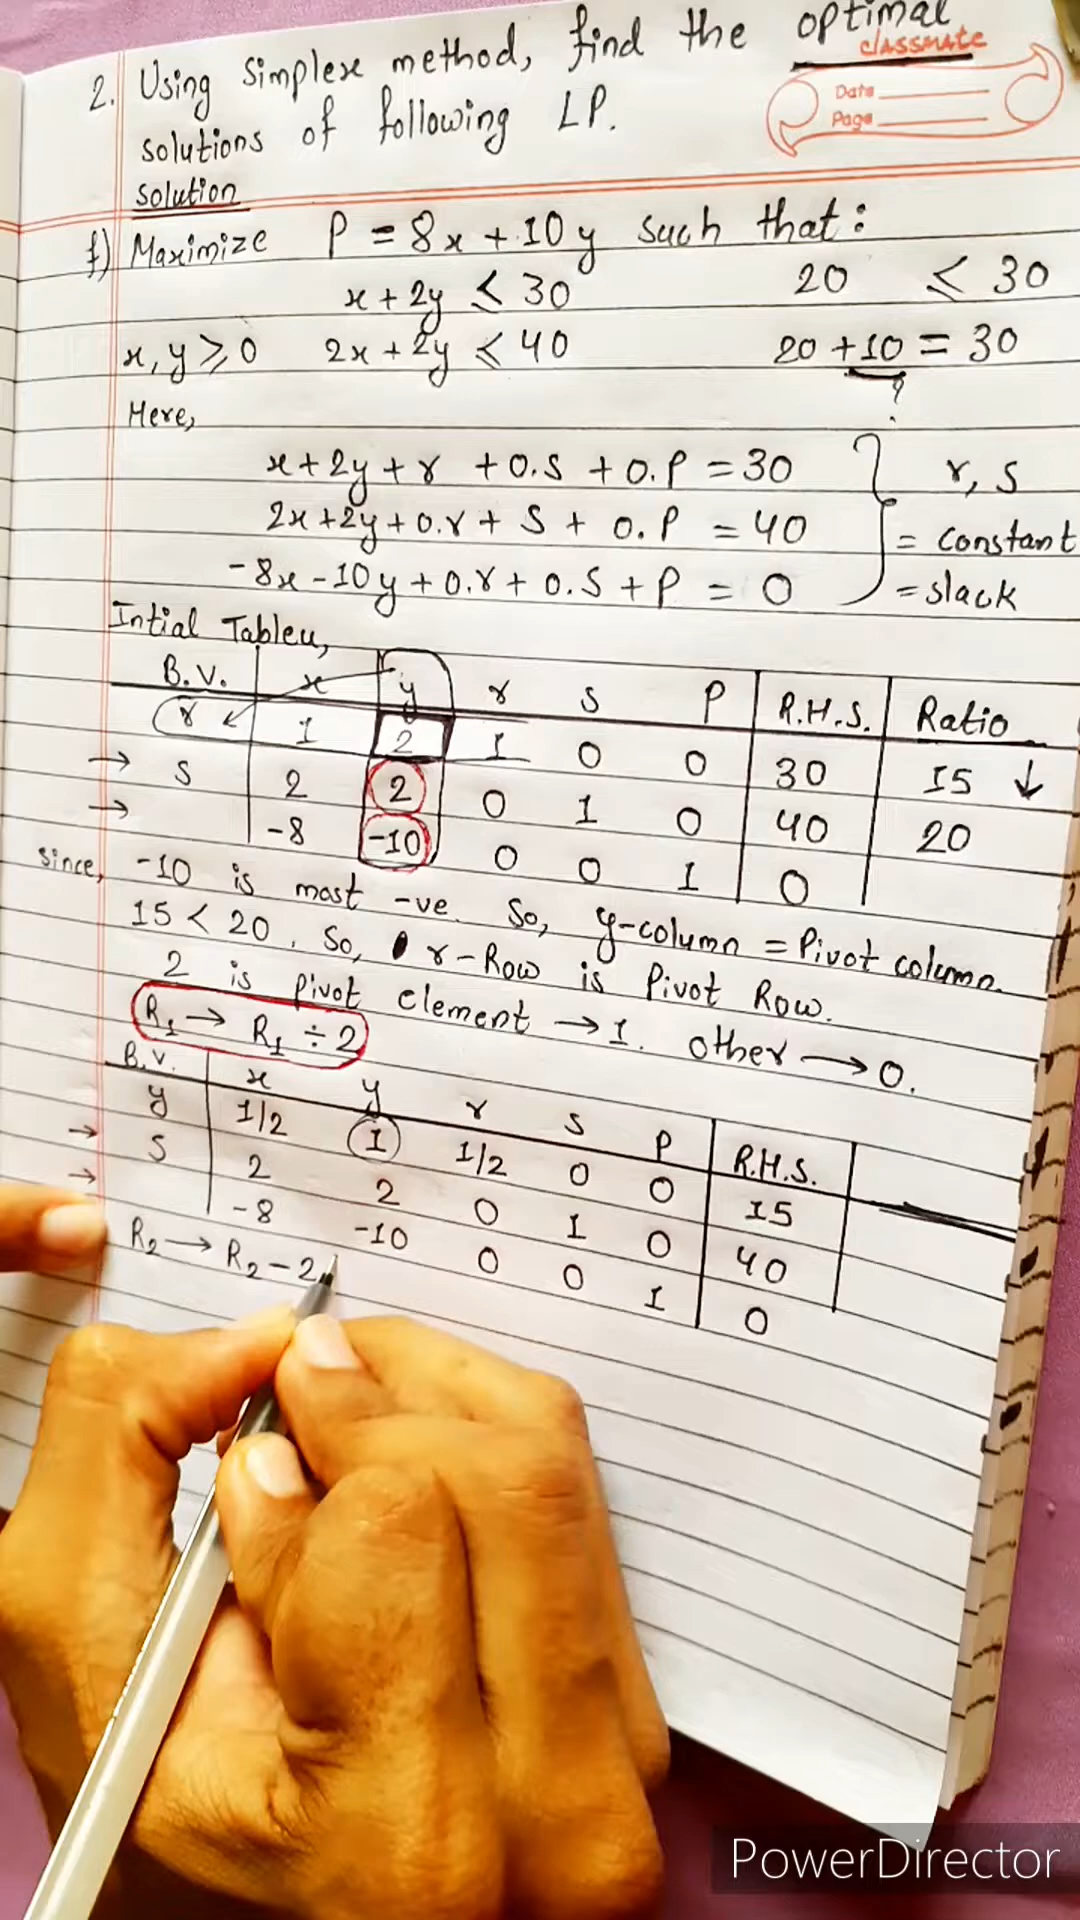 2. Using simplex method, find the optimal
solutions of following LP.
classmate
Date
Page
solution
f) Maximize P = 8x + 10y such that:
x + 2y ≤ 30
20 ≤ 30
x, y ≥ 0 2x + 2y ≤ 40
20 + 10 = 30
?
Here,
x + 2y + r + 0.s + 0.P = 30
2x + 2y + 0.r + s + 0.P = 40
-8x - 10y + 0.r + 0.s + P = 0
r, s
= constant
= slack
Intial Tableu,
B.V. x y r s P R.H.S. Ratio
r 1 2 1 0 0 30 15 ↓
→ s 2 2 0 1 0 40 20
→ -8 -10 0 0 1 0
Since, -10 is most -ve. So, y-column = Pivot column.
15 < 20. So, r-Row is Pivot Row.
2 is pivot element → 1. other → 0.
R1 → R1 ÷ 2
B.V. x y r s P R.H.S.
y 1/2 1 1/2 0 0 15
→ s 2 2 0 1 0 40
→ -8 -10 0 0 1 0
R2 → R2 - 2
PowerDirector